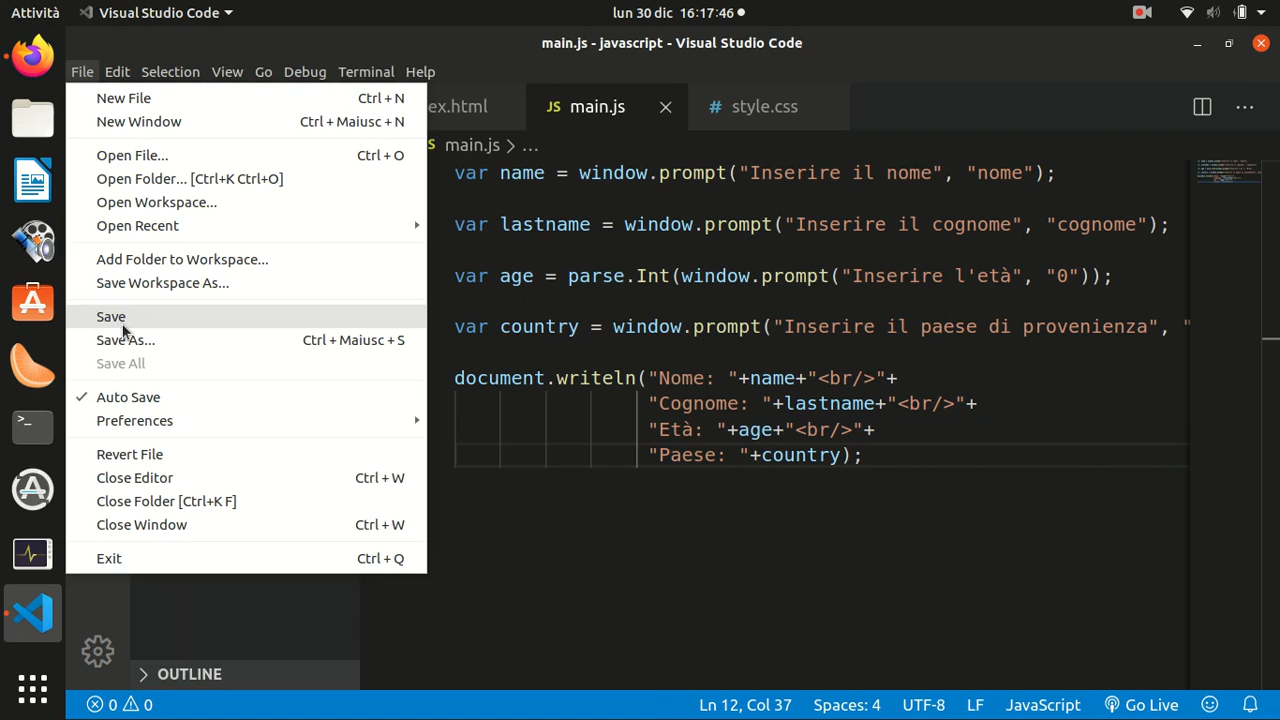 Attività Visual Studio Code lun 30 dic 16:17:46
main.js - javascript - Visual Studio Code
File Edit Selection View Go Debug Terminal Help
New File Ctrl + N
New Window Ctrl + Maiusc + N
Open File... Ctrl + O
Open Folder... [Ctrl+K Ctrl+O]
Open Workspace...
Open Recent
Add Folder to Workspace...
Save Workspace As...
Save
Save As... Ctrl + Maiusc + S
Save All
Auto Save
Preferences
Revert File
Close Editor Ctrl + W
Close Folder [Ctrl+K F]
Close Window Ctrl + W
Exit Ctrl + Q
ex.html JS main.js # style.css
main.js > ...
var name = window.prompt("Inserire il nome", "nome");
var lastname = window.prompt("Inserire il cognome", "cognome");
var age = parse.Int(window.prompt("Inserire l'età", "0"));
var country = window.prompt("Inserire il paese di provenienza", "
document.writeln("Nome: "+name+"<br/>"+
"Cognome: "+lastname+"<br/>"+
"Età: "+age+"<br/>"+
"Paese: "+country);
OUTLINE
0 0 Ln 12, Col 37 Spaces: 4 UTF-8 LF JavaScript Go Live